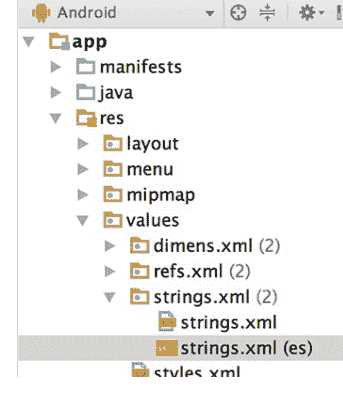 Android
app
manifests
java
res
layout
menu
mipmap
values
dimens.xml (2)
refs.xml (2)
strings.xml (2)
strings.xml
strings.xml (es)
styles.xml